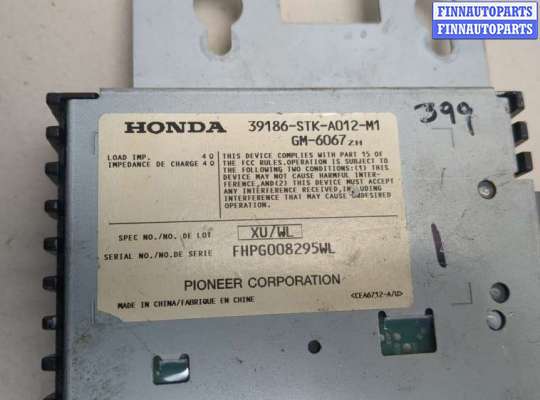 FINNAUTOPARTS
FINNAUTOPARTS
399
HONDA 39186-STK-A012-M1
GM-6067ZH
LOAD IMP. 4Ω
IMPEDANCE DE CHARGE 4Ω
THIS DEVICE COMPLIES WITH PART 15 OF
THE FCC RULES.OPERATION IS SUBJECT TO
THE FOLLOWING TWO CONDITIONS:(1) THIS
DEVICE MAY NOT CAUSE HARMFUL INTER-
FERENCE,AND(2) THIS DEVICE MUST ACCEPT
ANY INTERFERENCE RECEIVED,INCLUDING
INTERFERENCE THAT MAY CAUSE UNDESIRED
OPERATION.
SPEC NO./NO. DE LOT XU/WL
SERIAL NO./NO.DE SERIE FHPG008295WL
PIONEER CORPORATION
MADE IN CHINA/FABRIQUE EN CHINE <CEA6712-A/U>
FINNAUTOPARTS
FINNAUTOPARTS